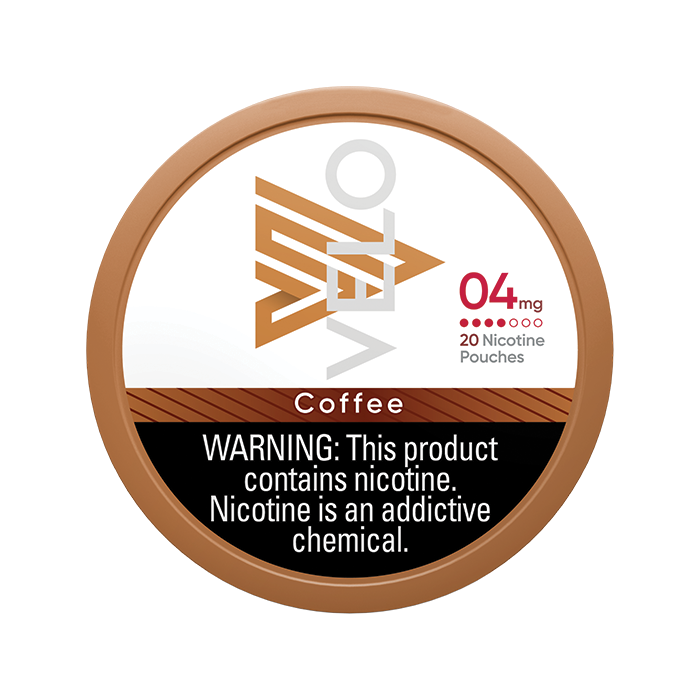 VELO
04mg
20 Nicotine
Pouches
Coffee
WARNING: This product
contains nicotine.
Nicotine is an addictive
chemical.